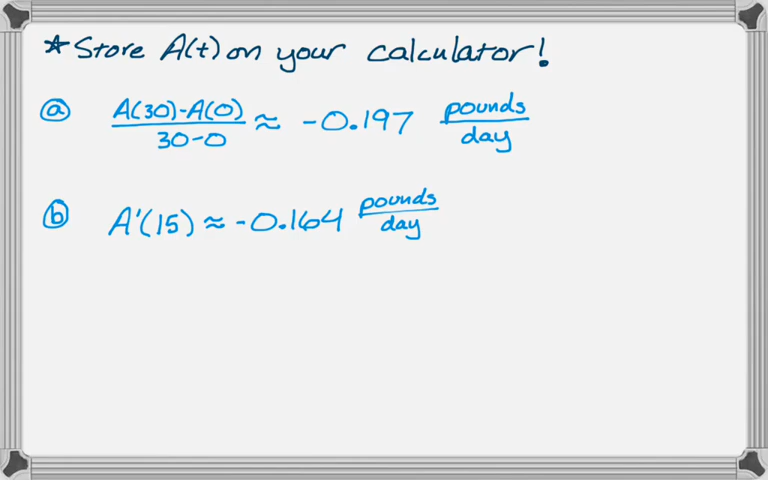 ★Store A(t) on your calculator!
ⓐ A(30)-A(0)/30-0 ≈ -0.197 pounds/day
ⓑ A'(15) ≈ -0.164 pounds/day